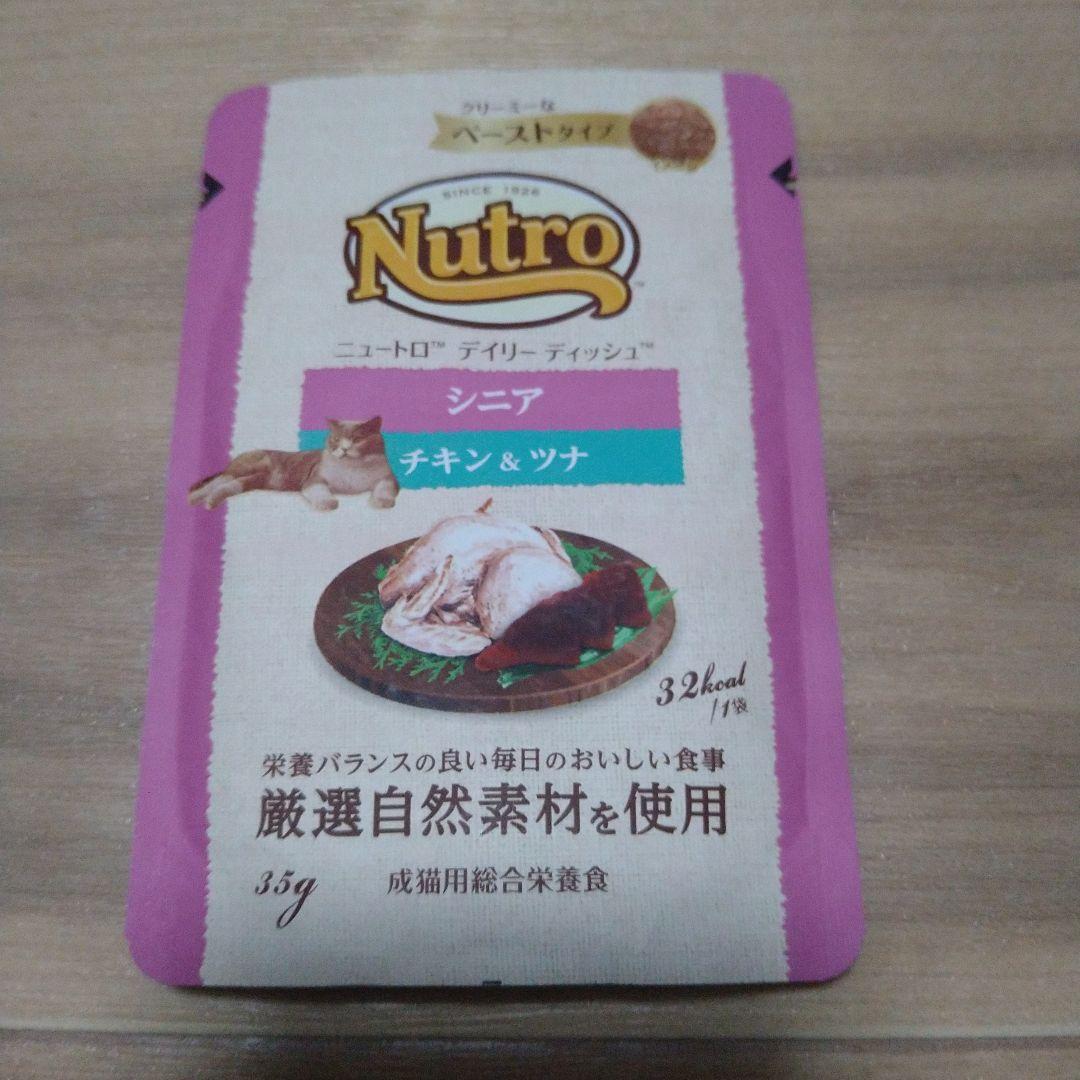 クリーミーな
ペーストタイプ
SINCE 1926
Nutro™
ニュートロ™ デイリー ディッシュ™
シニア
チキン & ツナ
32kcal
/1袋
栄養バランスの良い毎日のおいしい食事
厳選自然素材を使用
35g 成猫用総合栄養食